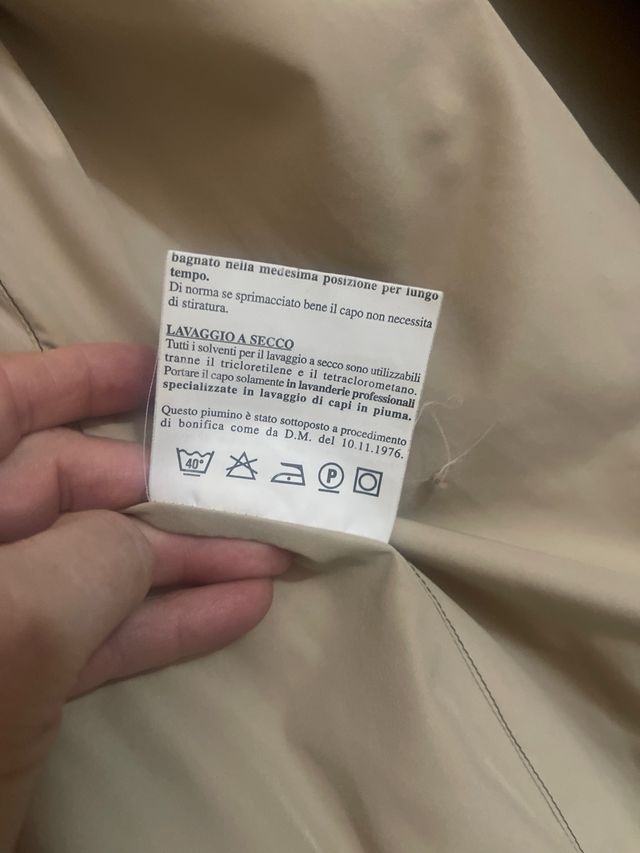 bagnato nella medesima posizione per lungo
tempo.
Di norma se sprimacciato bene il capo non necessita
di stiratura.
LAVAGGIO A SECCO
Tutti i solventi per il lavaggio a secco sono utilizzabili
tranne il tricloretilene e il tetraclorometano.
Portare il capo solamente in lavanderie professionali
specializzate in lavaggio di capi in piuma.
Questo piumino è stato sottoposto a procedimento
di bonifica come da D.M. del 10.11.1976.
40° P